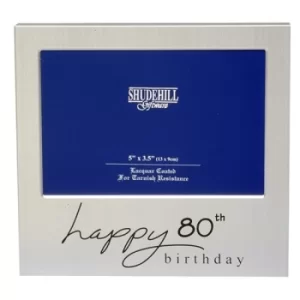 SHUDEHILL
Giftware
5" x 3.5" (13 x 9cm)
Lacquer Coated
For Tarnish Resistance
happy 80th
birthday